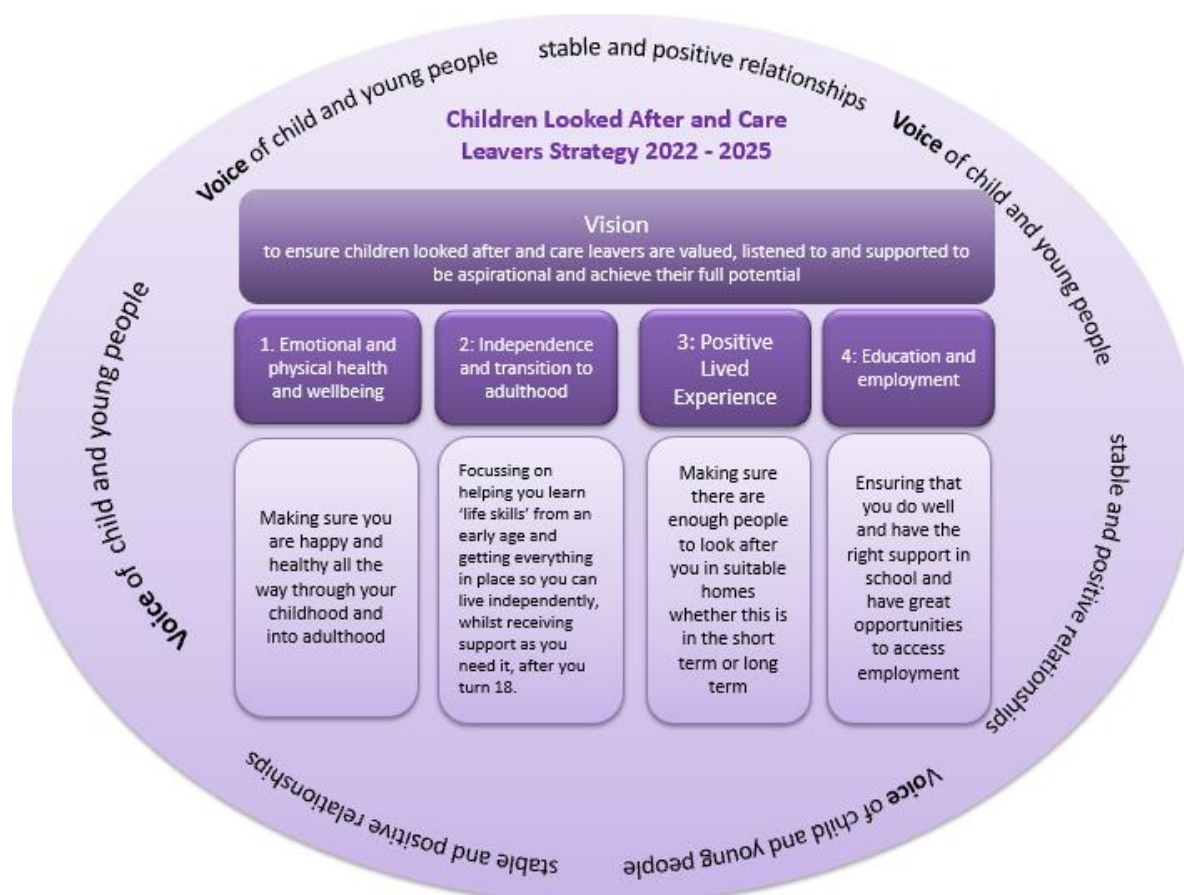 Voice of child and young people
stable and positive relationships
Voice of child and young people
Children Looked After and Care
Leavers Strategy 2022 - 2025
Vision
to ensure children looked after and care leavers are valued, listened to and supported to
be aspirational and achieve their full potential
1. Emotional and
physical health
and wellbeing
2: Independence
and transition to
adulthood
3: Positive
Lived
Experience
4: Education and
employment
Making sure you
are happy and
healthy all the
way through your
childhood and
into adulthood
Focussing on
helping you learn
‘life skills’ from an
early age and
getting everything
in place so you can
live independently,
whilst receiving
support as you
need it, after you
turn 18.
Making sure
there are
enough people
to look after
you in suitable
homes
whether this is
in the short
term or long
term
Ensuring that
you do well
and have the
right support in
school and
have great
opportunities
to access
employment
stable and positive relationships
Voice of child and young people
stable and positive relationships
Voice of child and young people